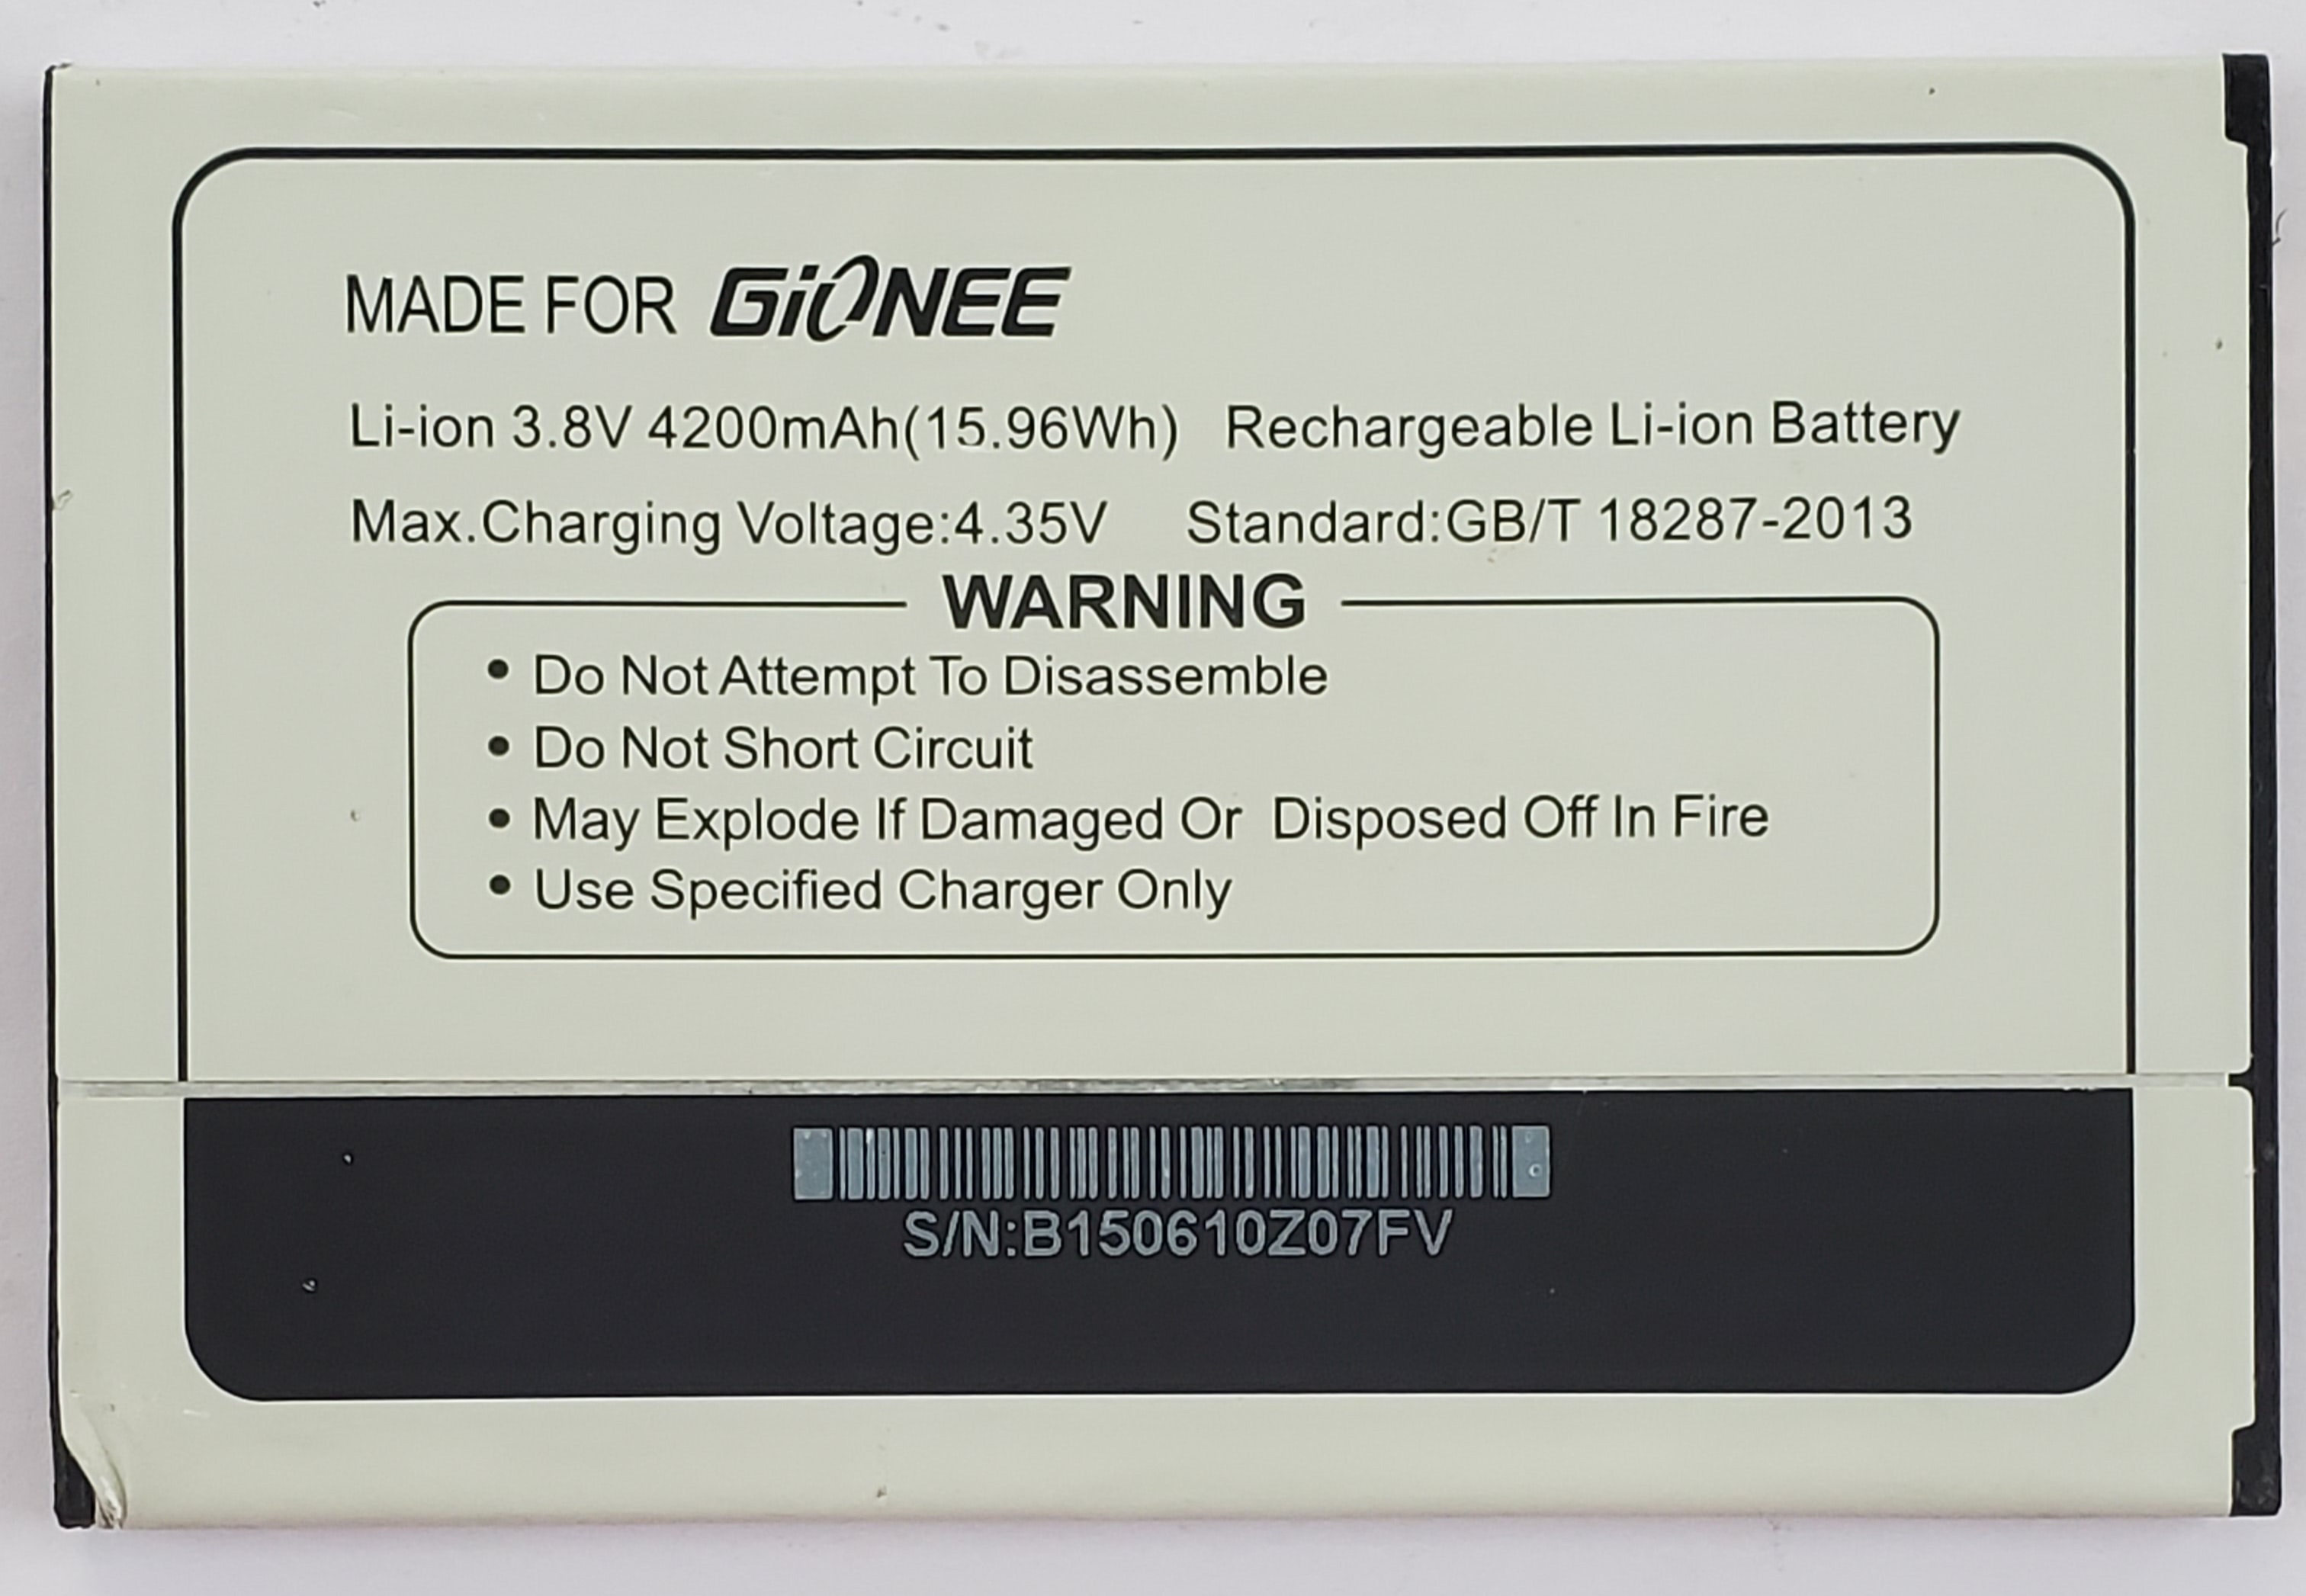 MADE FOR GiONEE
Li-ion 3.8V 4200mAh(15.96Wh) Rechargeable Li-ion Battery
Max.Charging Voltage:4.35V Standard:GB/T 18287-2013
WARNING
• Do Not Attempt To Disassemble
• Do Not Short Circuit
• May Explode If Damaged Or Disposed Off In Fire
• Use Specified Charger Only
S/N:B150610Z07FV